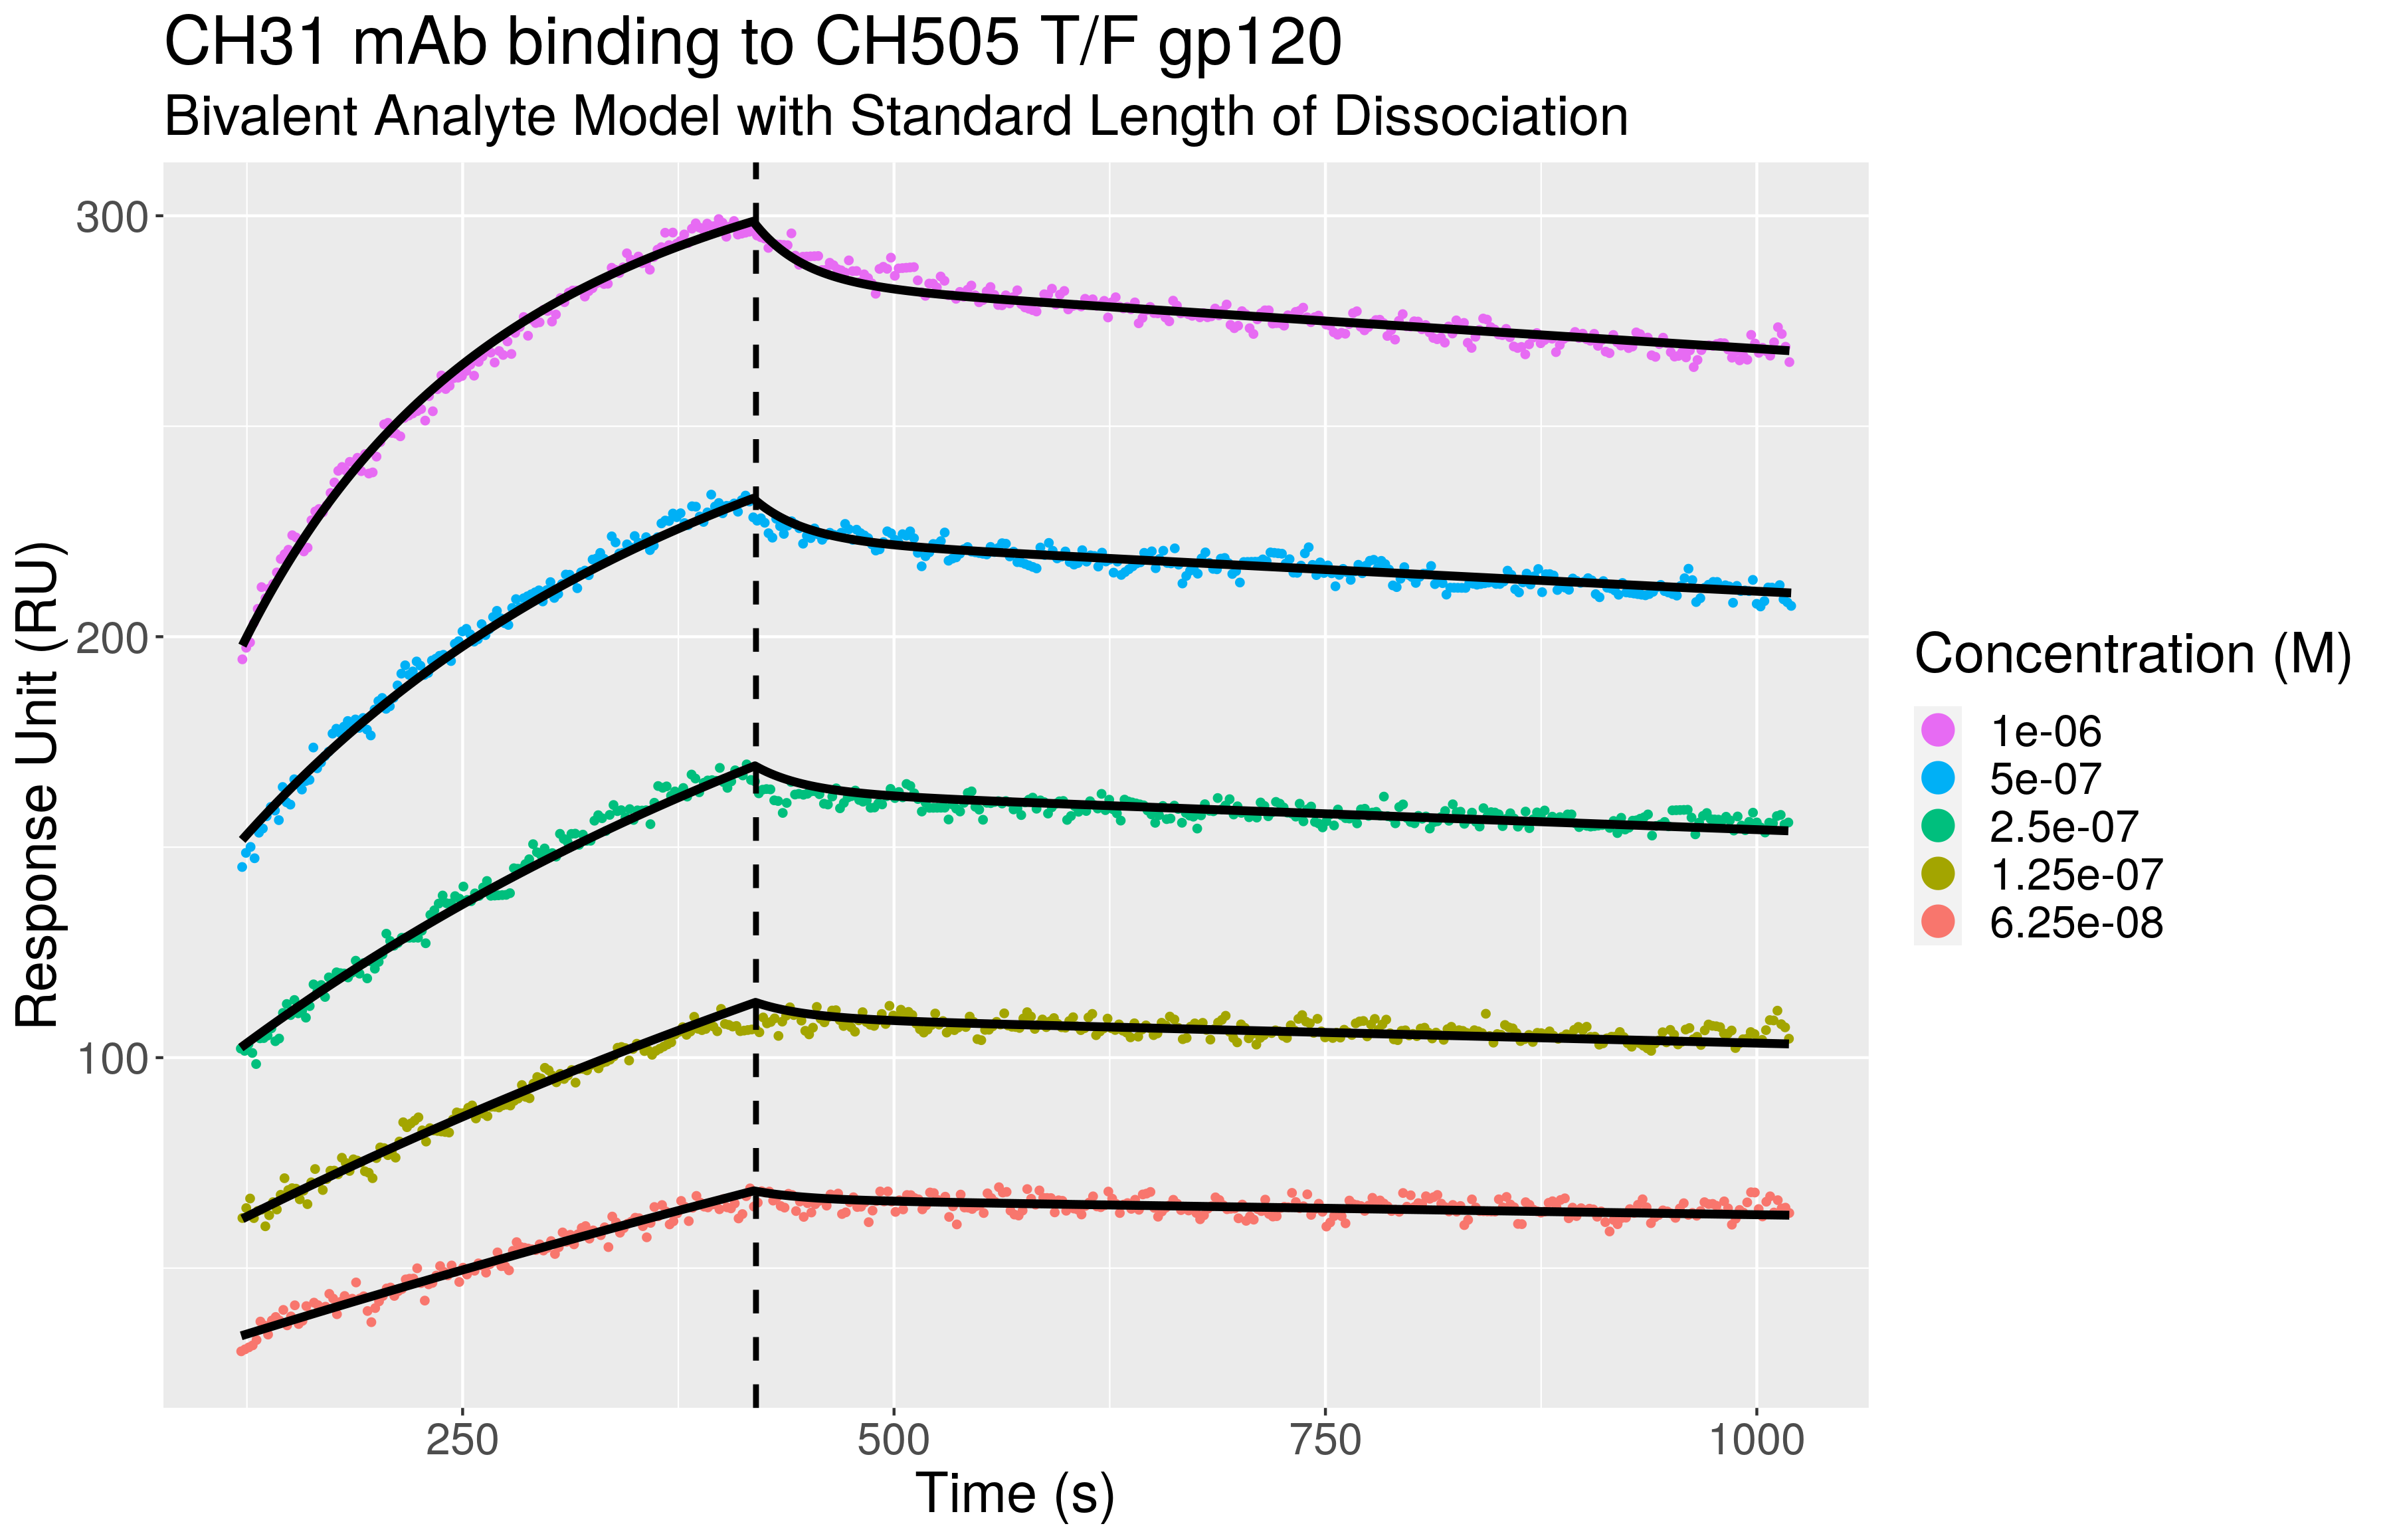 CH31 mAb binding to CH505 T/F gp120
Bivalent Analyte Model with Standard Length of Dissociation
300
200
100
Response Unit (RU)
250
500
750
1000
Time (s)
Concentration (M)
1e-06
5e-07
2.5e-07
1.25e-07
6.25e-08